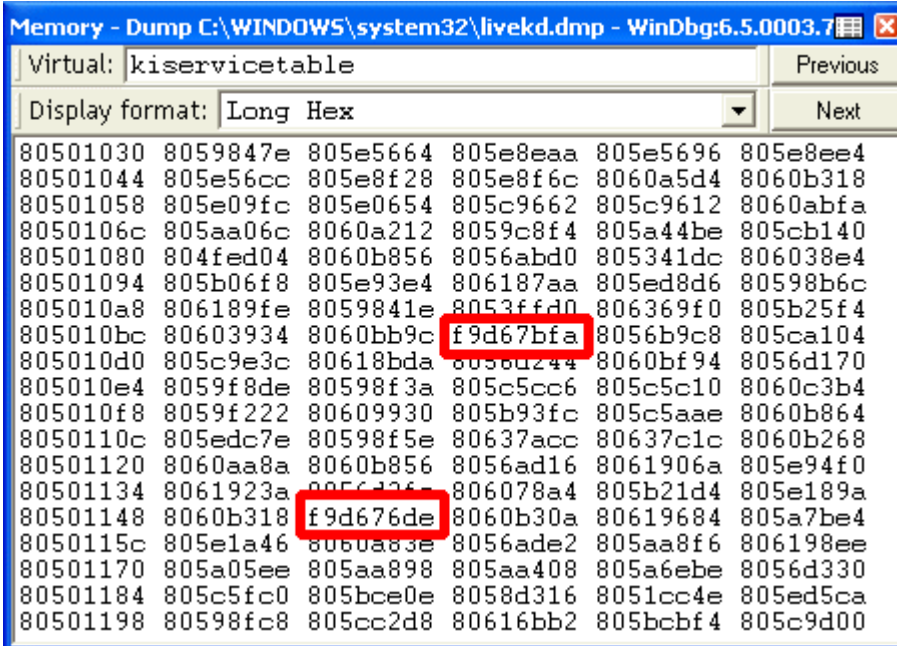 Memory - Dump C:\WINDOWS\system32\livekd.dmp - WinDbg:6.5.0003.7
Virtual: kiservicetable Previous
Display format: Long Hex Next
80501030 8059847e 805e5664 805e8eaa 805e5696 805e8ee4
80501044 805e56cc 805e8f28 805e8f6c 8060a5d4 8060b318
80501058 805e09fc 805e0654 805c9662 805c9612 8060abfa
8050106c 805aa06c 8060a212 8059c8f4 805a44be 805cb140
80501080 804fed04 8060b856 8056abd0 805341dc 806038e4
80501094 805b06f8 805e93e4 806187aa 805ed8d6 80598b6c
805010a8 806189fe 8059841e 8053ffd0 806369f0 805b25f4
805010bc 80603934 8060bb9c f9d67bfa 8056b9c8 805ca104
805010d0 805c9e3c 80618bda 8056d244 8060bf94 8056d170
805010e4 8059f8de 80598f3a 805c5cc6 805c5c10 8060c3b4
805010f8 8059f222 80609930 805b93fc 805c5aae 8060b864
8050110c 805edc7e 80598f5e 80637acc 80637c1c 8060b268
80501120 8060aa8a 8060b856 8056ad16 8061906a 805e94f0
80501134 8061923a 806078a4 805b21d4 805e189a
80501148 8060b318 f9d676de 8060b30a 80619684 805a7be4
8050115c 805e1a46 8060a83e 8056ade2 805aa8f6 806198ee
80501170 805a05ee 805aa898 805aa408 805a6ebe 8056d330
80501184 805c5fc0 805bce0e 8058d316 8051cc4e 805ed5ca
80501198 80598fc8 805cc2d8 80616bb2 805bcbf4 805c9d00